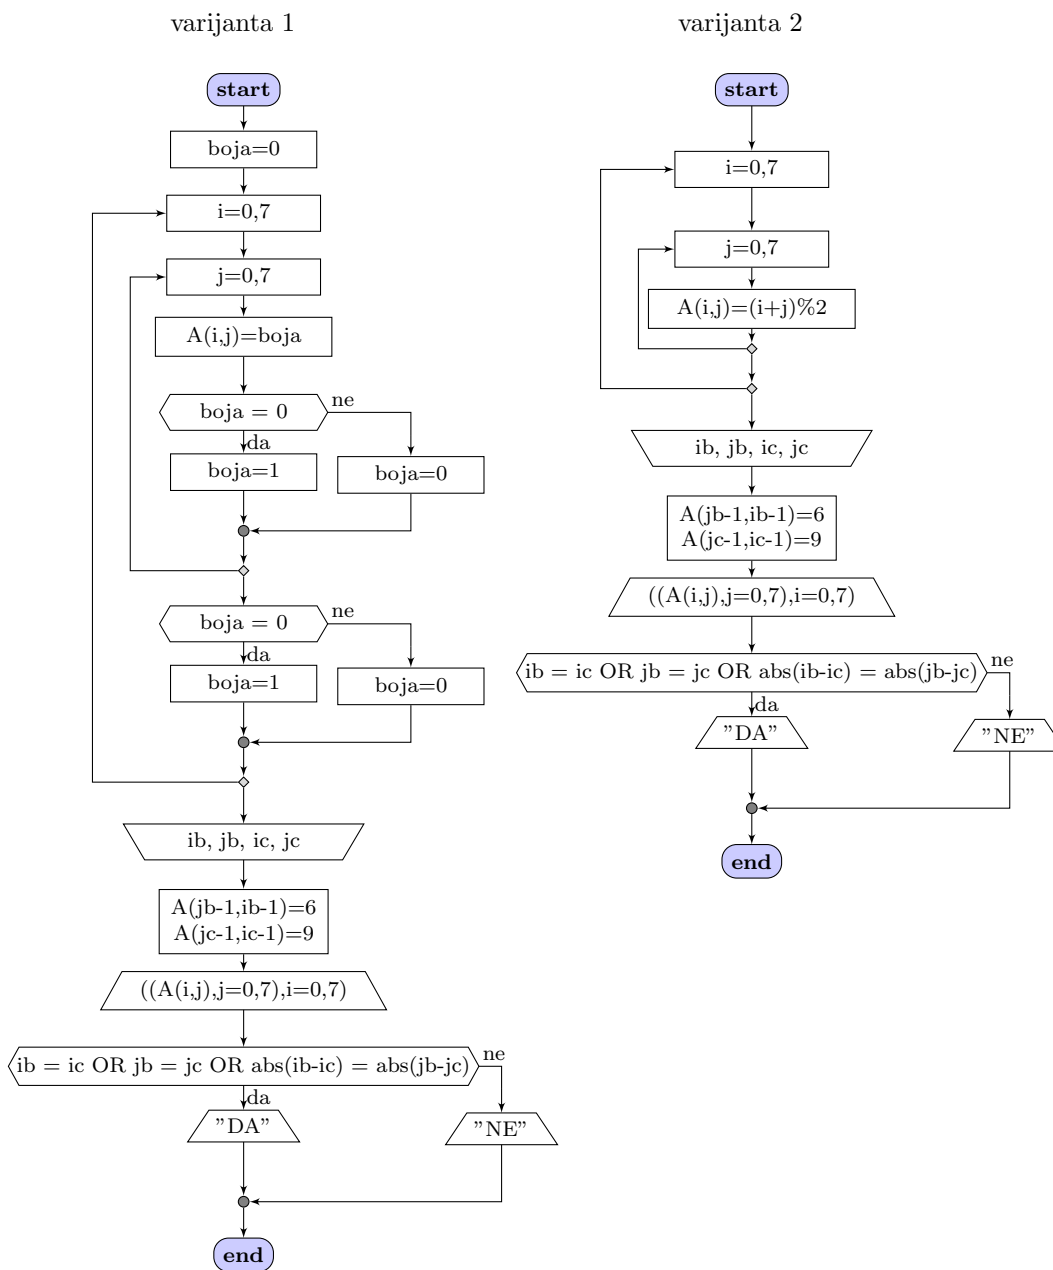 varijanta 1
start
boja=0
i=0,7
j=0,7
A(i,j)=boja
boja = 0
ne
da
boja=1
boja=0
boja = 0
ne
da
boja=1
boja=0
ib, jb, ic, jc
A(jb-1,ib-1)=6
A(jc-1,ic-1)=9
((A(i,j),j=0,7),i=0,7)
ib = ic OR jb = jc OR abs(ib-ic) = abs(jb-jc)
ne
da
"DA"
"NE"
end
varijanta 2
start
i=0,7
j=0,7
A(i,j)=(i+j)%2
ib, jb, ic, jc
A(jb-1,ib-1)=6
A(jc-1,ic-1)=9
((A(i,j),j=0,7),i=0,7)
ib = ic OR jb = jc OR abs(ib-ic) = abs(jb-jc)
ne
da
"DA"
"NE"
end